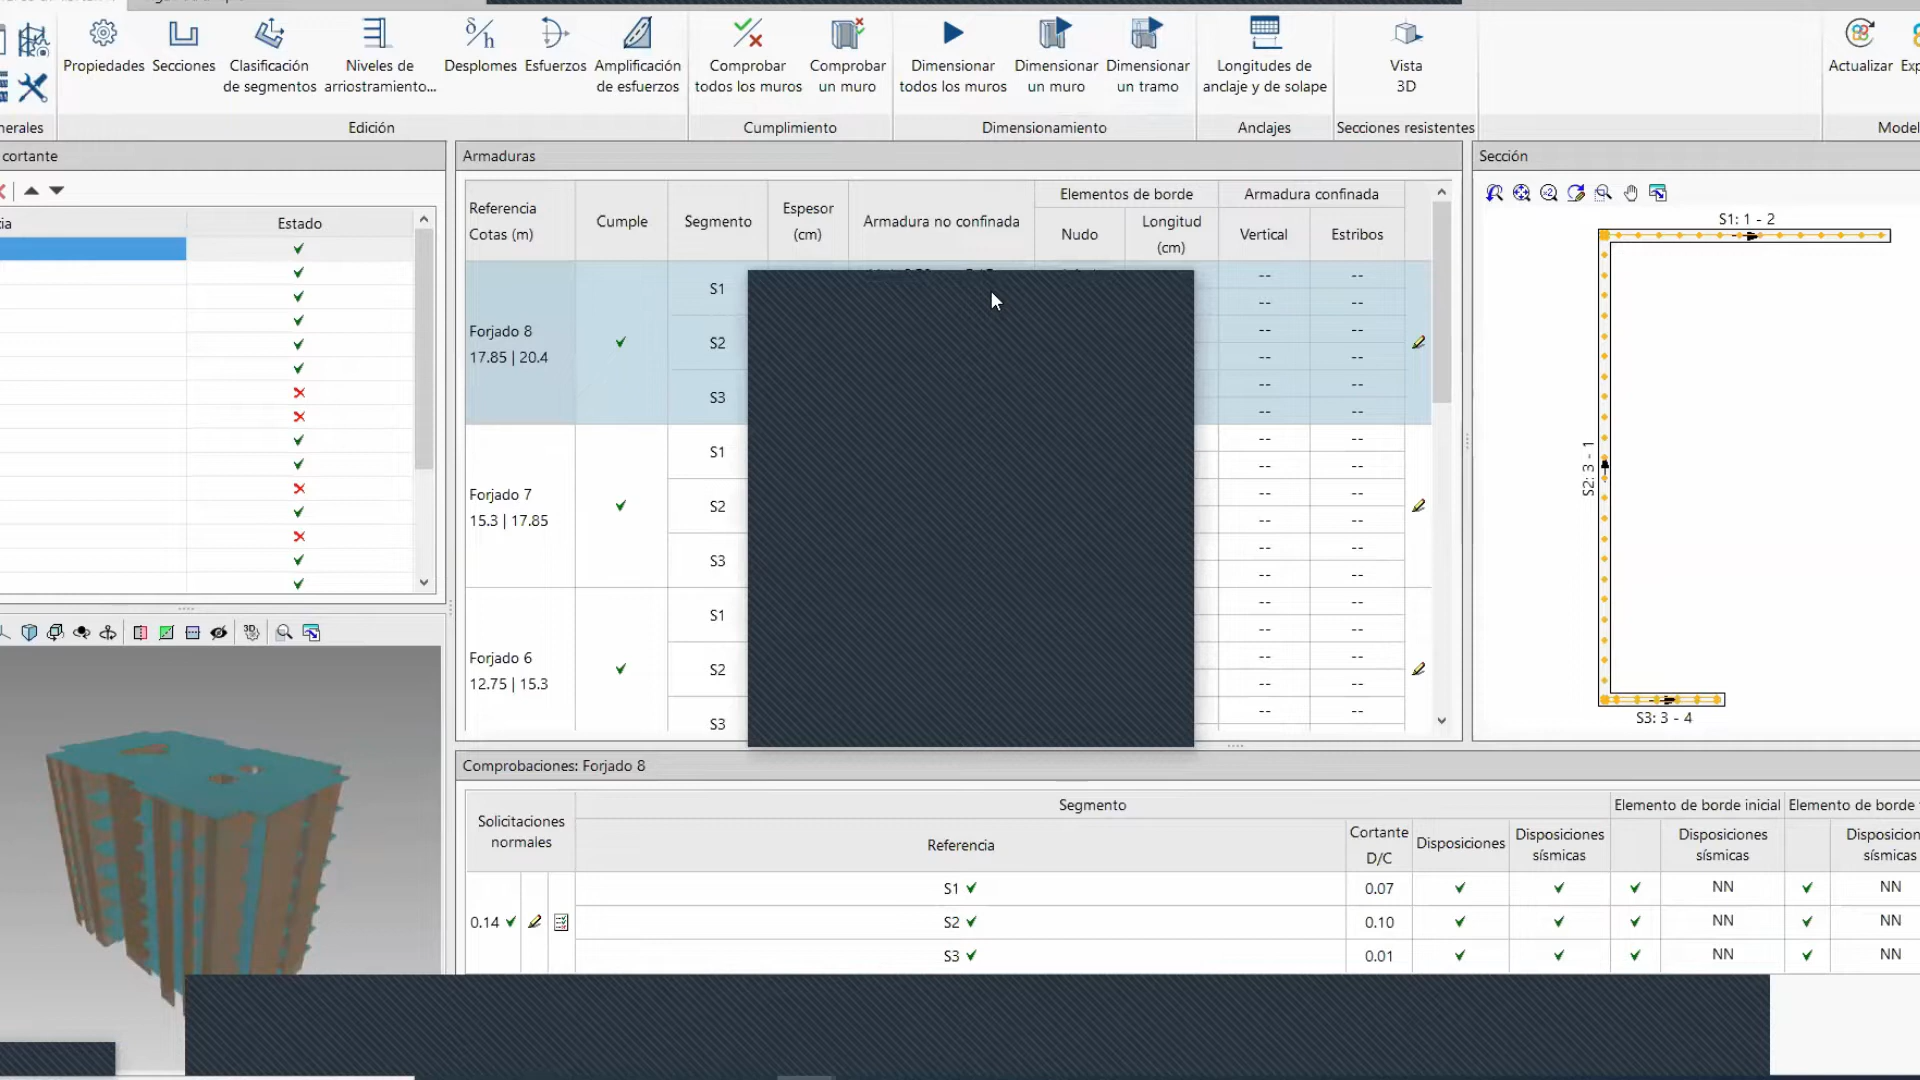 Propiedades
Secciones
Clasificación
de segmentos
Niveles de
arriostramiento...
Desplomes
δ/h
Esfuerzos
Amplificación
de esfuerzos
Comprobar
todos los muros
Comprobar
un muro
Dimensionar
todos los muros
Dimensionar
un muro
Dimensionar
un tramo
Longitudes de
anclaje y de solape
Vista
3D
Actualizar
Exp
nerales
Edición
Cumplimiento
Dimensionamiento
Anclajes
Secciones resistentes
Model
cortante
Armaduras
Sección
cia
Estado
Referencia
Cotas (m)
Cumple
Segmento
Espesor
(cm)
Armadura no confinada
Elementos de borde
Nudo
Longitud
(cm)
Armadura confinada
Vertical
Estribos
Forjado 8
17.85 | 20.4
S1
-- --
-- --
S2
-- --
-- --
S3
-- --
-- --
Forjado 7
15.3 | 17.85
S1
-- --
-- --
S2
-- --
-- --
S3
-- --
-- --
Forjado 6
12.75 | 15.3
S1
-- --
-- --
S2
-- --
-- --
S3
-- --
S1: 1 - 2
S2: 3 - 1
S3: 3 - 4
3D
Comprobaciones: Forjado 8
Solicitaciones
normales
Segmento
Referencia
Cortante
D/C
Disposiciones
Disposiciones
sísmicas
Elemento de borde inicial
Disposiciones
sísmicas
Elemento de borde
Disposicion
sísmicas
0.14
S1 0.07 NN NN
S2 0.10 NN NN
S3 0.01 NN NN